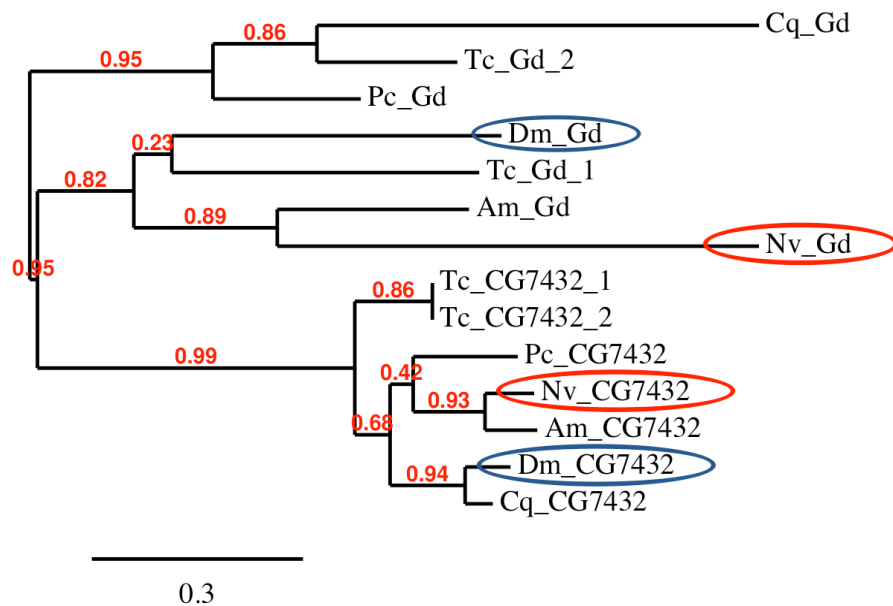 Cq_Gd
0.86
Tc_Gd_2
0.95
Pc_Gd
Dm_Gd
0.23
Tc_Gd_1
0.82
Am_Gd
0.89
Nv_Gd
0.95
Tc_CG7432_1
0.86
Tc_CG7432_2
Pc_CG7432
0.99
0.42
Nv_CG7432
0.93
0.68
Am_CG7432
Dm_CG7432
0.94
Cq_CG7432
0.3